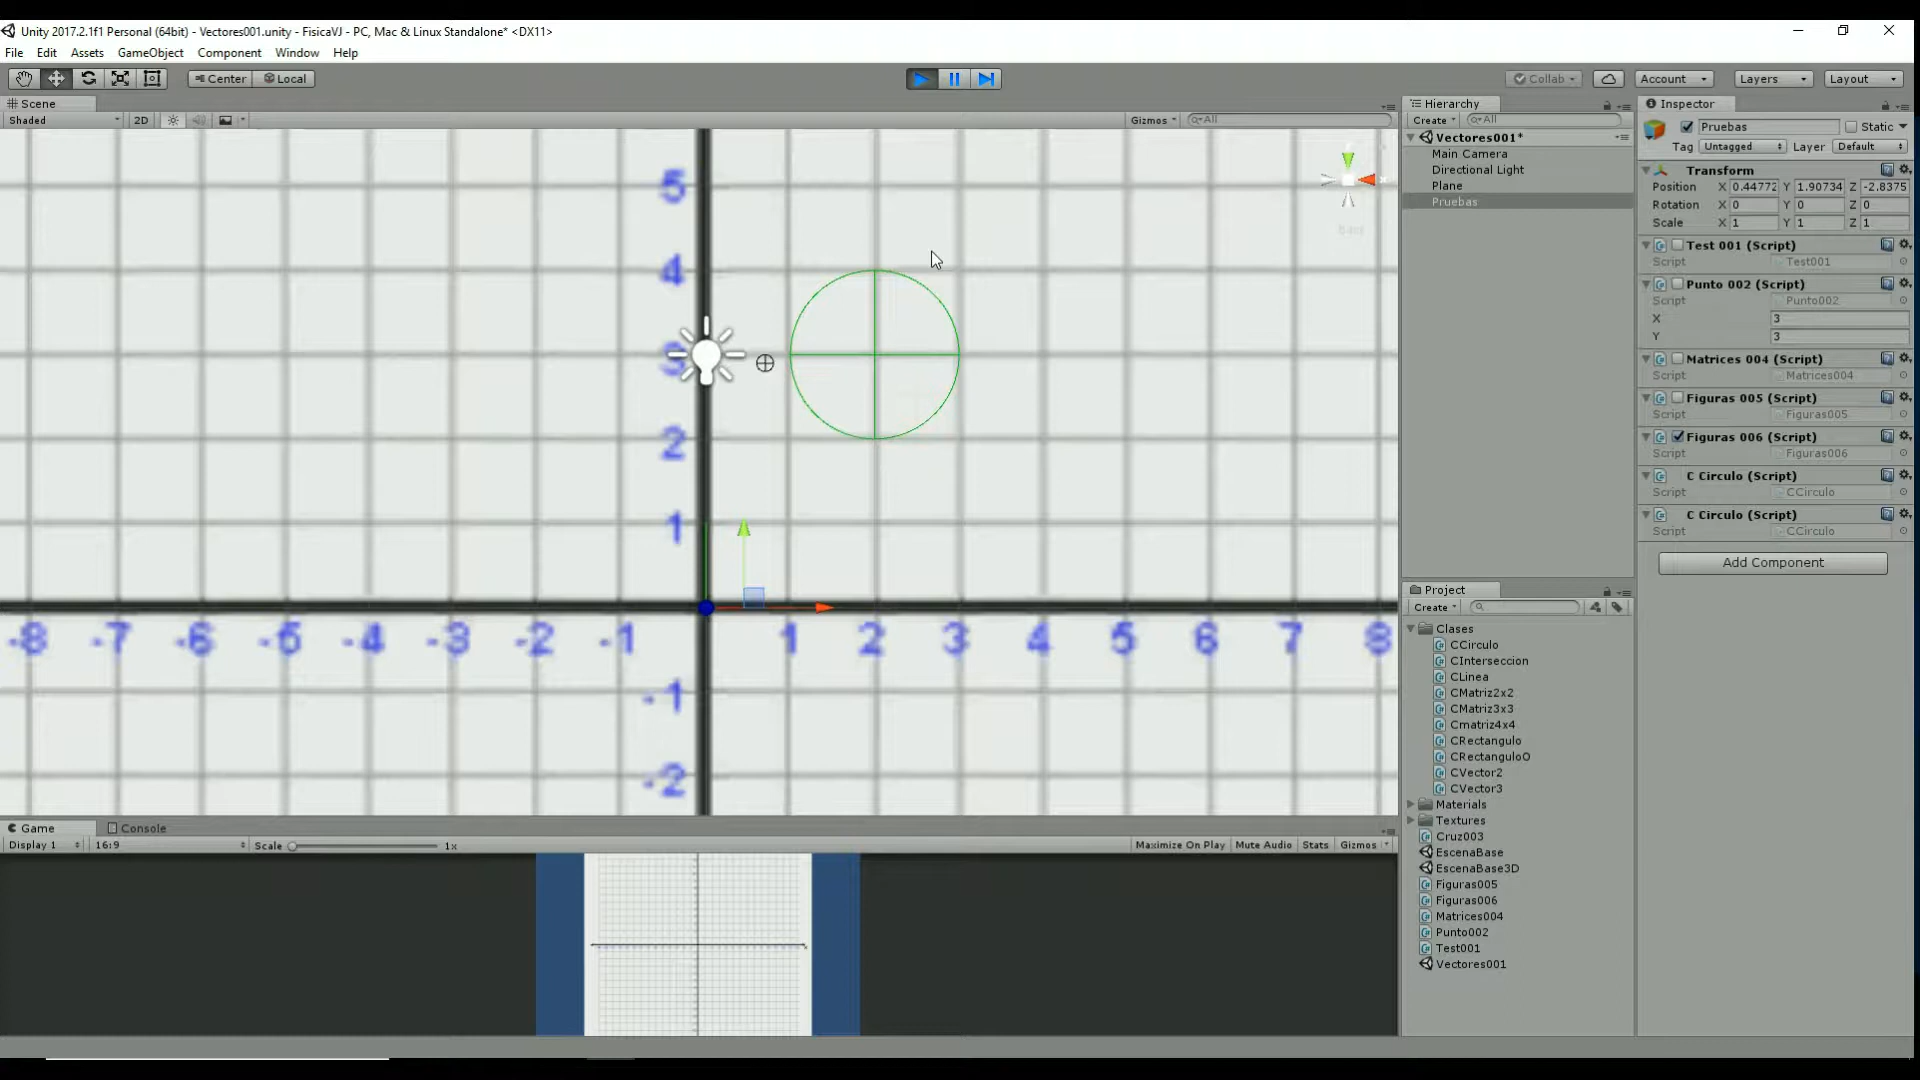 Unity 2017.2.1f1 Personal (64bit) - Vectores001.unity - FisicaVJ - PC, Mac & Linux Standalone* <DX11>
File Edit Assets GameObject Component Window Help
Center Local Collab Account Layers Layout
Scene
Shaded 2D Gizmos All
5
4
3
2
1
-8 -7 -6 -5 -4 -3 -2 -1 1 2 3 4 5 6 7 8
-1
-2
Game Console
Display 1 16:9 Scale 1x Maximize On Play Mute Audio Stats Gizmos
Hierarchy
Create All
Vectores001*
Main Camera
Directional Light
Plane
Pruebas
Project
Create
Clases
CCirculo
CInterseccion
CLinea
CMatriz2x2
CMatriz3x3
Cmatriz4x4
CRectangulo
CRectanguloO
CVector2
CVector3
Materials
Textures
Cruz003
EscenaBase
EscenaBase3D
Figuras005
Figuras006
Matrices004
Punto002
Test001
Vectores001
Inspector
Pruebas Static
Tag Untagged Layer Default
Transform
Position X 0.44772 Y 1.90734 Z -2.8375
Rotation X 0 Y 0 Z 0
Scale X 1 Y 1 Z 1
Test 001 (Script)
Script Test001
Punto 002 (Script)
Script Punto002
X 3
Y 3
Matrices 004 (Script)
Script Matrices004
Figuras 005 (Script)
Script Figuras005
Figuras 006 (Script)
Script Figuras006
C Circulo (Script)
Script CCirculo
C Circulo (Script)
Script CCirculo
Add Component